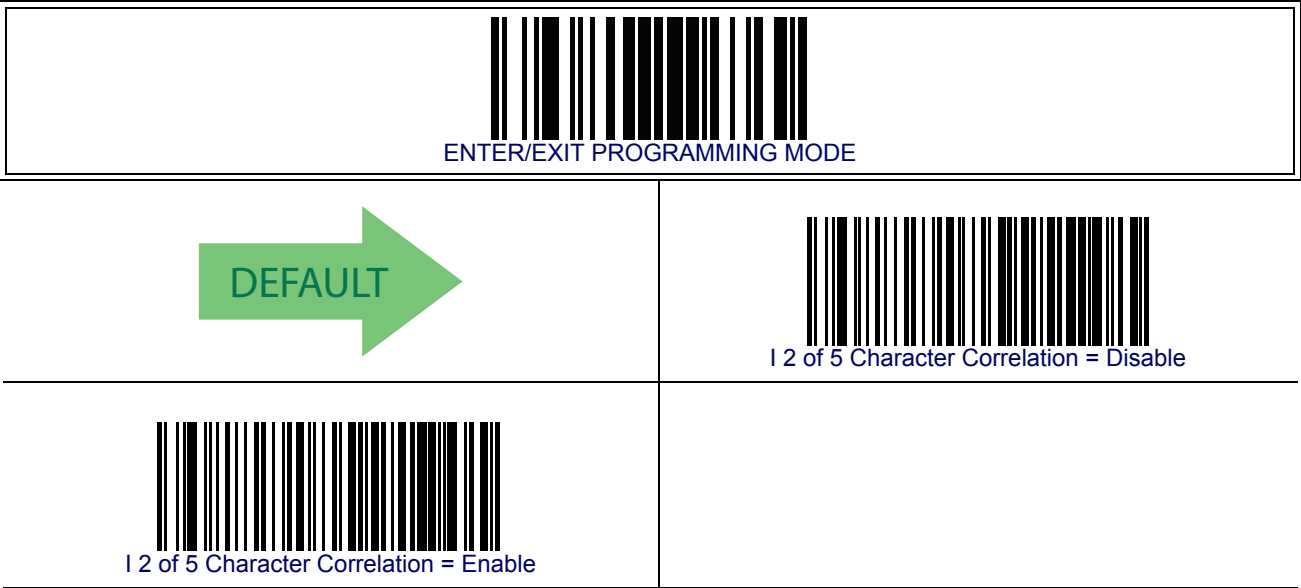 ENTER/EXIT PROGRAMMING MODE
DEFAULT
I 2 of 5 Character Correlation = Disable
I 2 of 5 Character Correlation = Enable